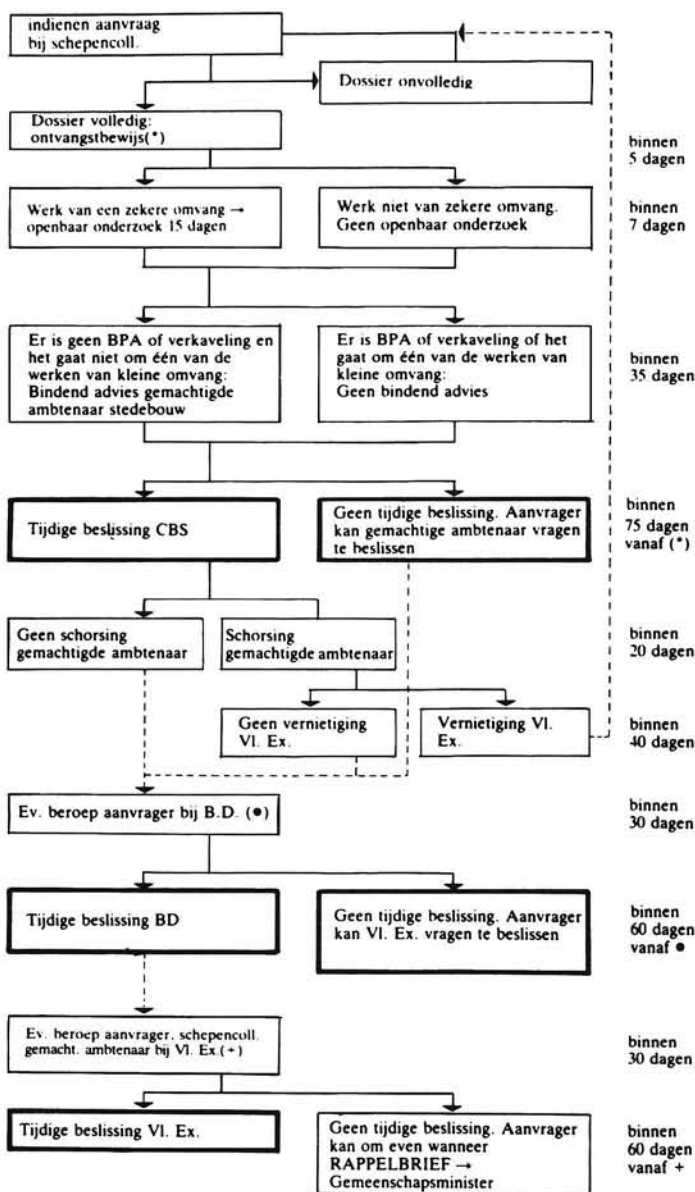 indienen aanvraag
bij schepencoll.
Dossier onvolledig
Dossier volledig:
ontvangstbewijs(*)
binnen
5 dagen
Werk van een zekere omvang →
openbaar onderzoek 15 dagen
Werk niet van zekere omvang.
Geen openbaar onderzoek
binnen
7 dagen
Er is geen BPA of verkaveling en
het gaat niet om één van de
werken van kleine omvang:
Bindend advies gemachtigde
ambtenaar stedebouw
Er is BPA of verkaveling of het
gaat om één van de werken van
kleine omvang:
Geen bindend advies
binnen
35 dagen
Tijdige beslissing CBS
Geen tijdige beslissing. Aanvrager
kan gemachtige ambtenaar vragen
te beslissen
binnen
75 dagen
vanaf (*)
Geen schorsing
gemachtigde ambtenaar
Schorsing
gemachtigde ambtenaar
binnen
20 dagen
Geen vernietiging
Vl. Ex.
Vernietiging Vl.
Ex.
binnen
40 dagen
Ev. beroep aanvrager bij B.D. (●)
binnen
30 dagen
Tijdige beslissing BD
Geen tijdige beslissing. Aanvrager
kan Vl. Ex. vragen te beslissen
binnen
60 dagen
vanaf ●
Ev. beroep aanvrager, schepencoll.
gemacht. ambtenaar bij Vl. Ex.(+)
binnen
30 dagen
Tijdige beslissing Vl. Ex.
Geen tijdige beslissing. Aanvrager
kan om even wanneer
RAPPELBRIEF →
Gemeenschapsminister
binnen
60 dagen
vanaf +